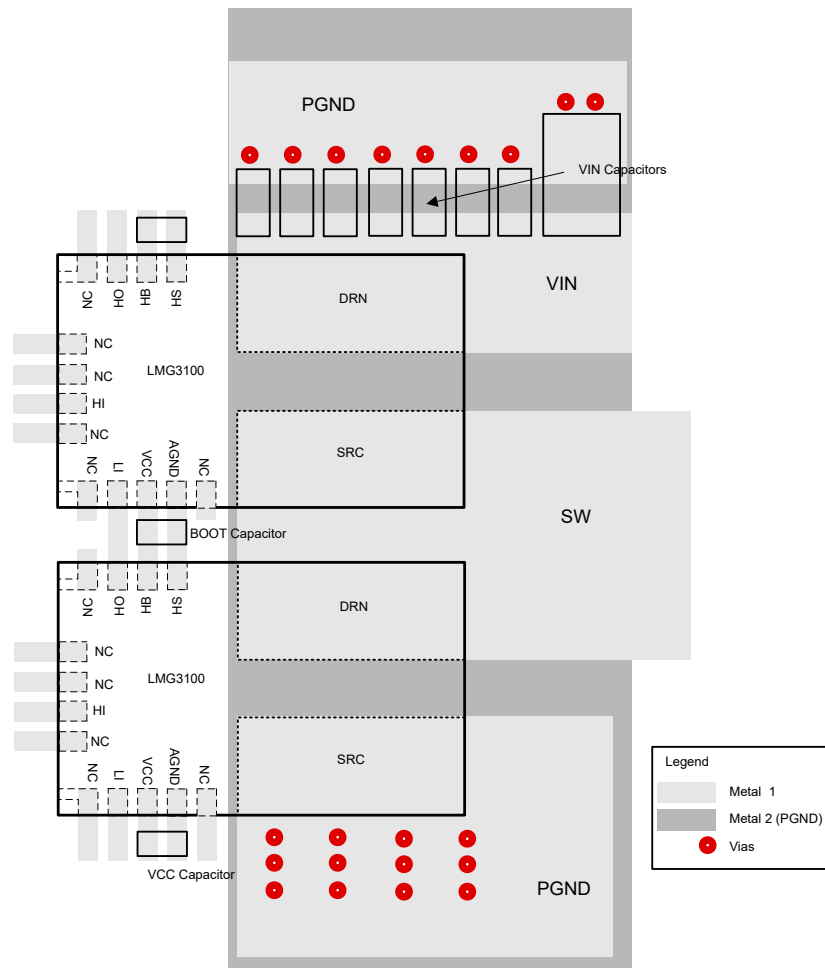 PGND
VIN Capacitors
NC
HO
HB
HS
DRN
VIN
NC
NC
HI
NC
LMG3100
NC
LI
VCC
AGND
NC
SRC
SW
BOOT Capacitor
NC
HO
HB
HS
DRN
NC
NC
HI
NC
LMG3100
NC
LI
VCC
AGND
NC
SRC
VCC Capacitor
PGND
Legend
Metal 1
Metal 2 (PGND)
Vias